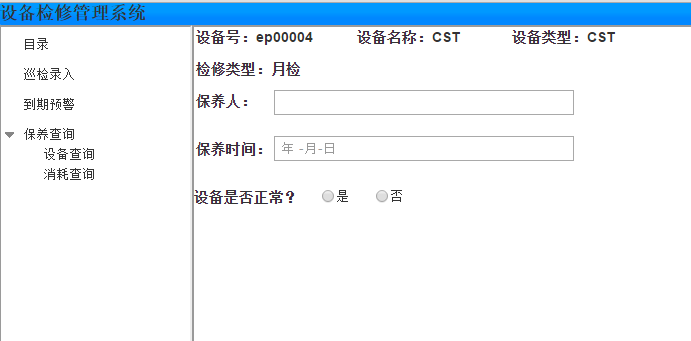 设备检修管理系统
目录
巡检录入
到期预警
保养查询
设备查询
消耗查询
设备号：ep00004 设备名称：CST 设备类型：CST
检修类型：月检
保养人：
保养时间： 年 -月-日
设备是否正常？ 是 否